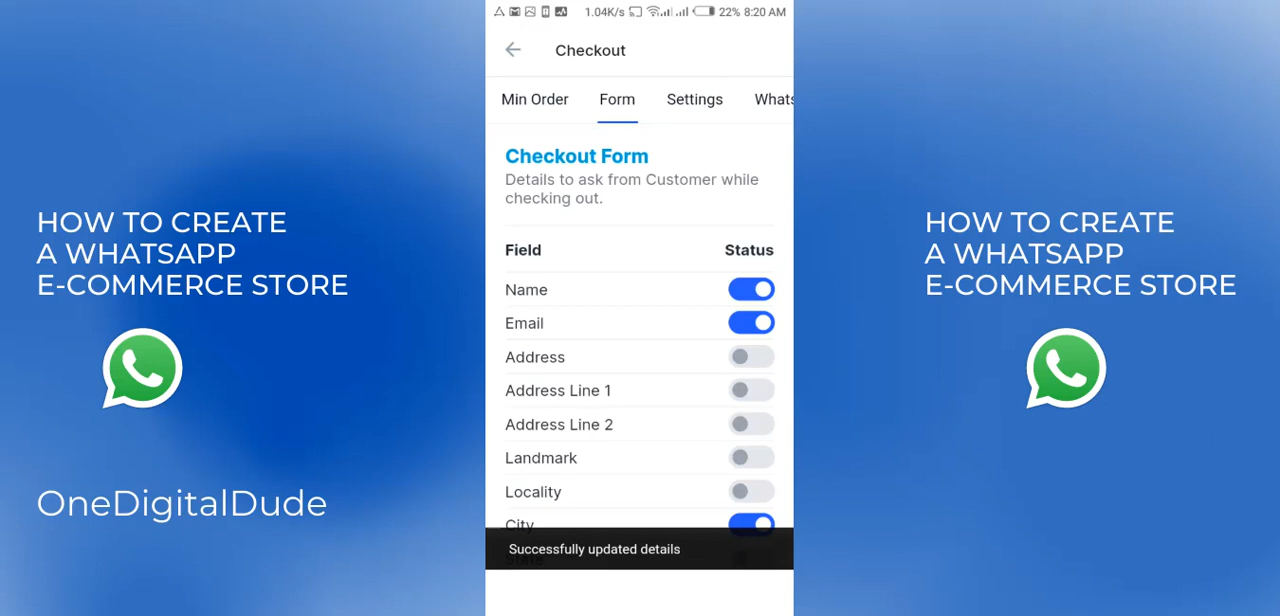 HOW TO CREATE
A WHATSAPP
E-COMMERCE STORE
OneDigitalDude
1.04K/s 22% 8:20 AM
Checkout
Min Order Form Settings Whats
Checkout Form
Details to ask from Customer while
checking out.
Field Status
Name
Email
Address
Address Line 1
Address Line 2
Landmark
Locality
City
Successfully updated details
HOW TO CREATE
A WHATSAPP
E-COMMERCE STORE